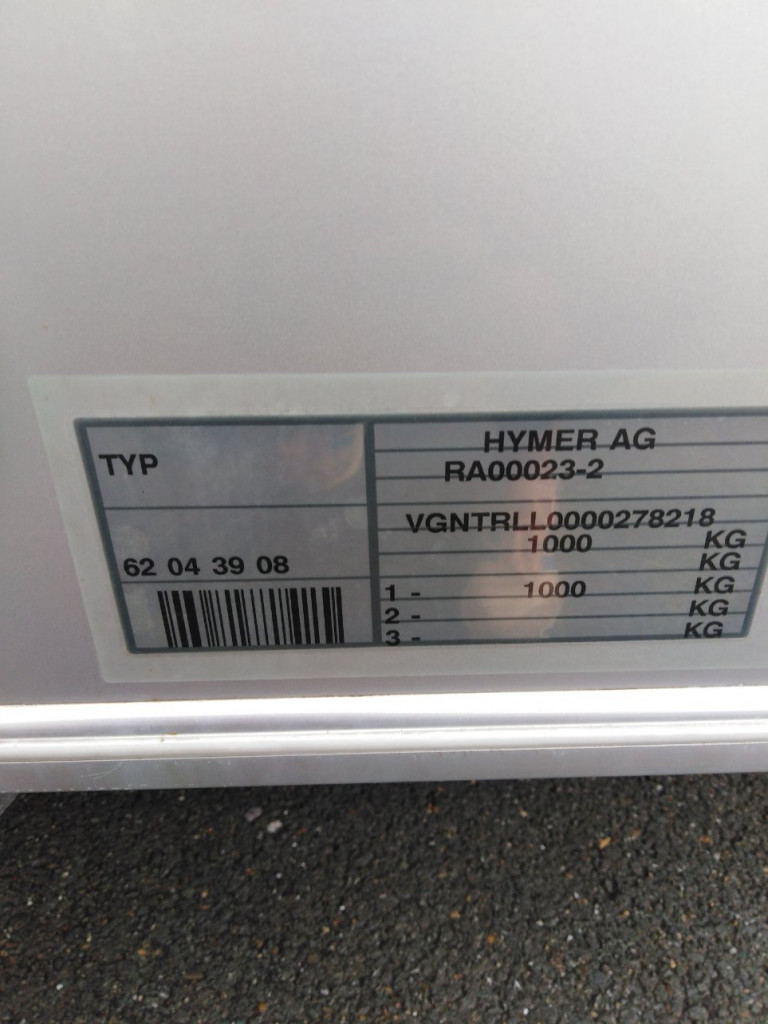 TYP
62 04 39 08
HYMER AG
RA00023-2
VGNTRLL0000278218
1000 KG
KG
1 - 1000 KG
2 - KG
3 - KG